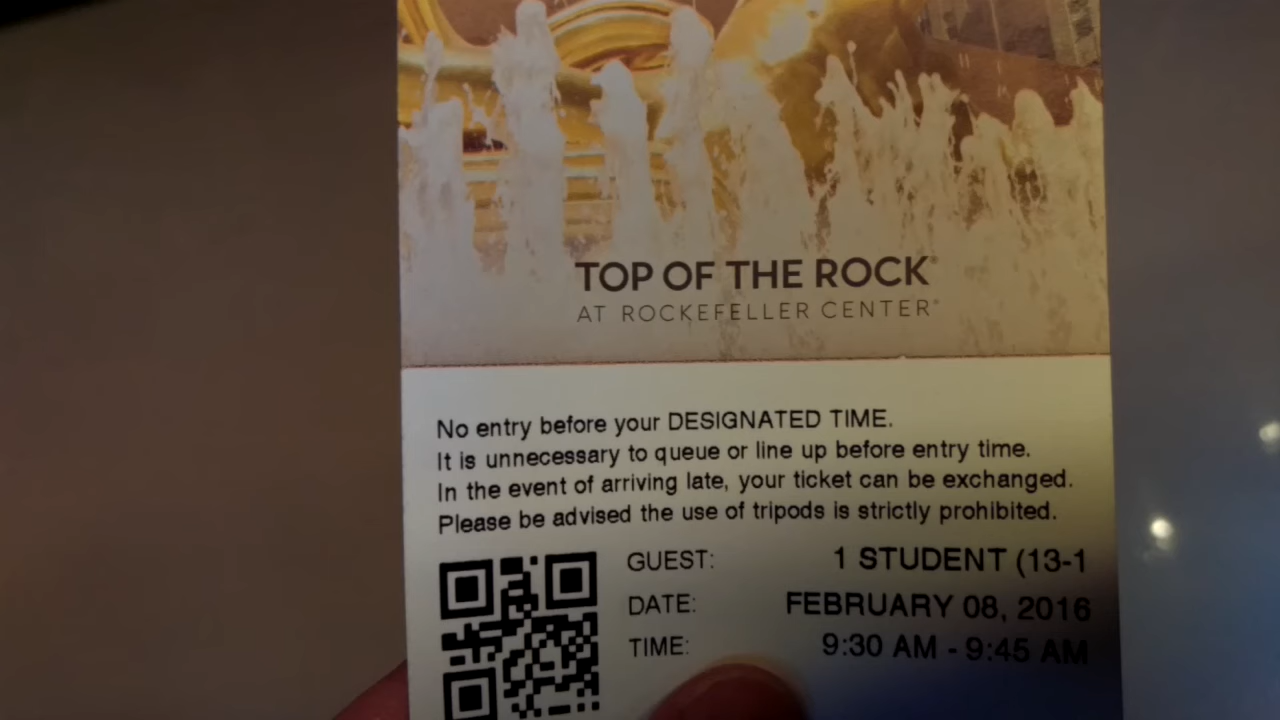 TOP OF THE ROCK®
AT ROCKEFELLER CENTER®
No entry before your DESIGNATED TIME.
It is unnecessary to queue or line up before entry time.
In the event of arriving late, your ticket can be exchanged.
Please be advised the use of tripods is strictly prohibited.
GUEST: 1 STUDENT (13-1
DATE: FEBRUARY 08, 2016
TIME: 9:30 AM - 9:45 AM